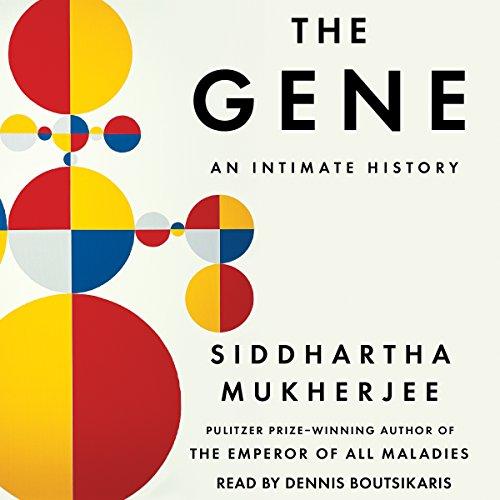 THE
GENE
AN INTIMATE HISTORY
SIDDHARTHA
MUKHERJEE
PULITZER PRIZE–WINNING AUTHOR OF
THE EMPEROR OF ALL MALADIES
READ BY DENNIS BOUTSIKARIS